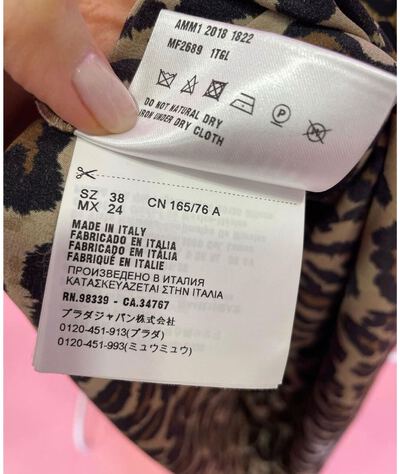 AMM1 2018 1822
MF2689 1TGL
DO NOT NATURAL DRY
IRON UNDER DRY CLOTH
SZ 38 CN 165/76 A
MX 24
MADE IN ITALY
FABRICADO EN ITALIA
FABRICADO EM ITÁLIA
FABRIQUÉ EN ITALIE
ПРОИЗВЕДЕНО В ИТАЛИЯ
ΚΑΤΑΣΚΕΥΑΖΕΤΑΙ ΣΤΗΝ ΙΤΑΛΙΑ
RN.98339 - CA.34767
プラダジャパン株式会社
0120-451-913(プラダ)
0120-451-993(ミュウミュウ)